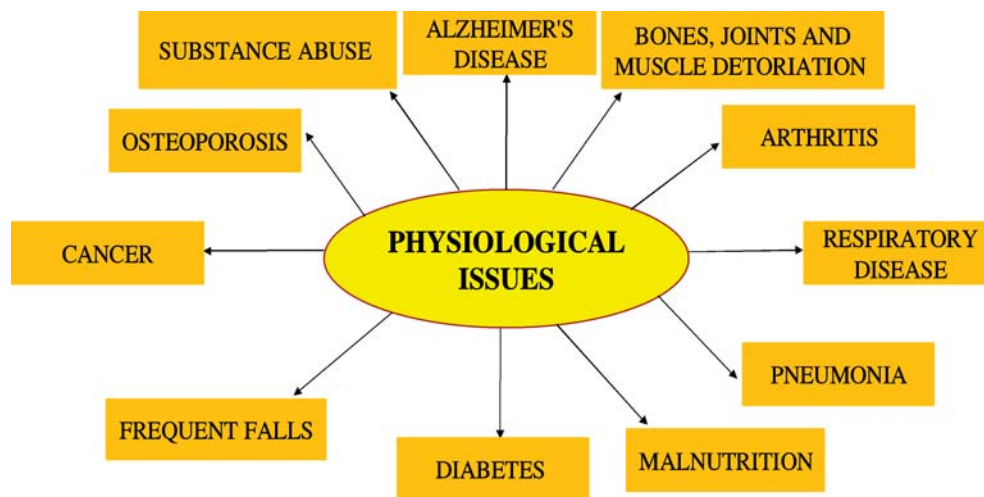 SUBSTANCE ABUSE
ALZHEIMER'S
DISEASE
BONES, JOINTS AND
MUSCLE DETORIATION
OSTEOPOROSIS
ARTHRITIS
CANCER
PHYSIOLOGICAL
ISSUES
RESPIRATORY
DISEASE
PNEUMONIA
FREQUENT FALLS
DIABETES
MALNUTRITION